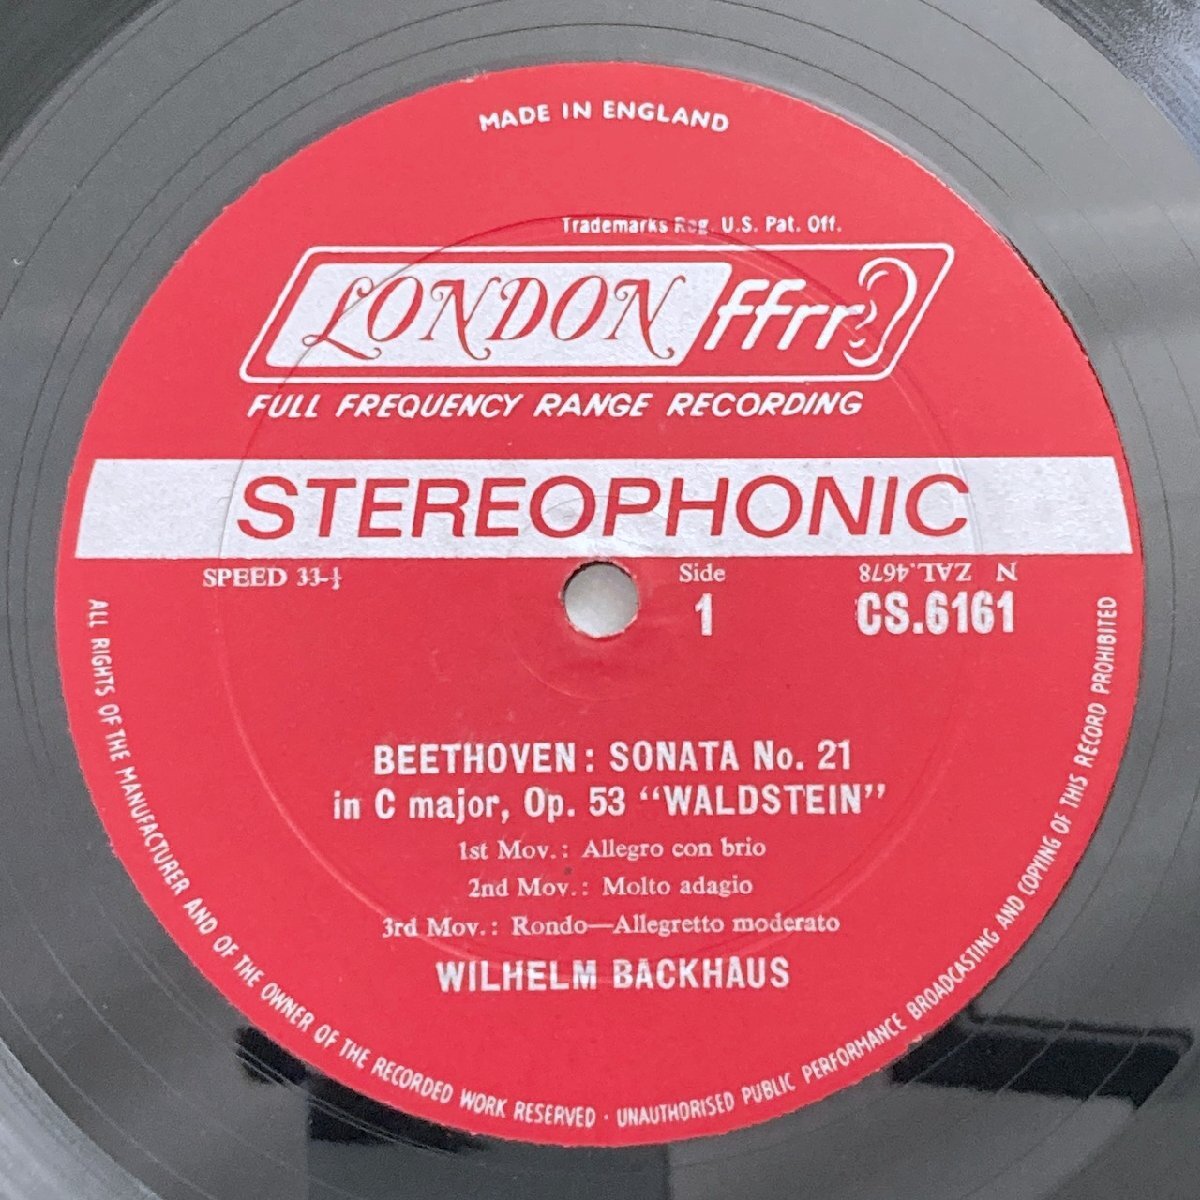 MADE IN ENGLAND
Trademarks Reg. U.S. Pat. Off.
LONDON ffrr
FULL FREQUENCY RANGE RECORDING
STEREOPHONIC
SPEED 33-⅓
Side
1
N ZAL.4678
CS.6161
BEETHOVEN: SONATA No. 21
in C major, Op. 53 “WALDSTEIN”
1st Mov.: Allegro con brio
2nd Mov.: Molto adagio
3rd Mov.: Rondo—Allegretto moderato
WILHELM BACKHAUS
ALL RIGHTS OF THE MANUFACTURER AND OF THE OWNER OF THE RECORDED WORK RESERVED · UNAUTHORISED PUBLIC PERFORMANCE BROADCASTING AND COPYING OF THIS RECORD PROHIBITED